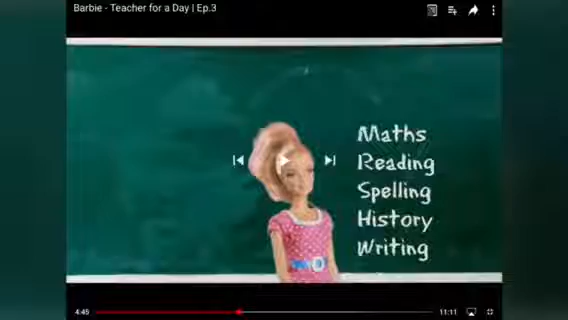 Barbie - Teacher for a Day | Ep.3
Maths
Reading
Spelling
History
Writing
4:45
11:11